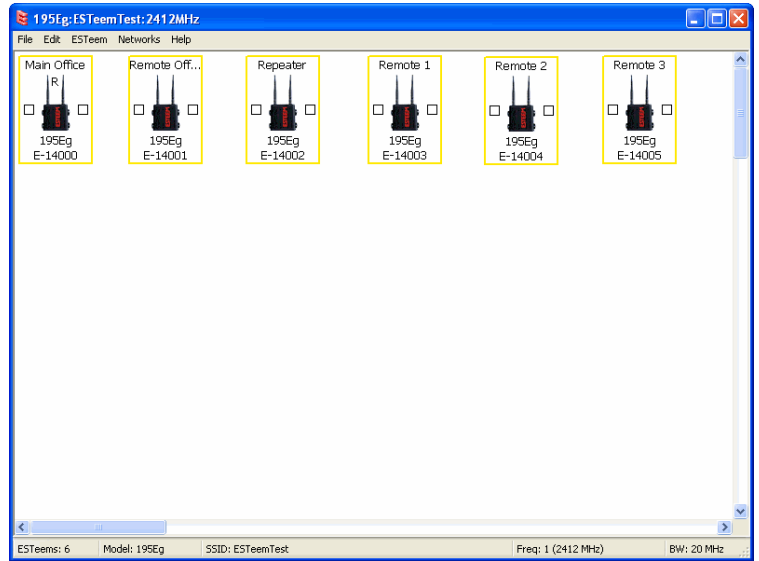 195Eg:ESTeemTest:2412MHz
File Edit ESTeem Networks Help
Main Office Remote Off... Repeater Remote 1 Remote 2 Remote 3
R
195Eg 195Eg 195Eg 195Eg 195Eg 195Eg
E-14000 E-14001 E-14002 E-14003 E-14004 E-14005
ESTeems: 6 Model: 195Eg SSID: ESTeemTest Freq: 1 (2412 MHz) BW: 20 MHz